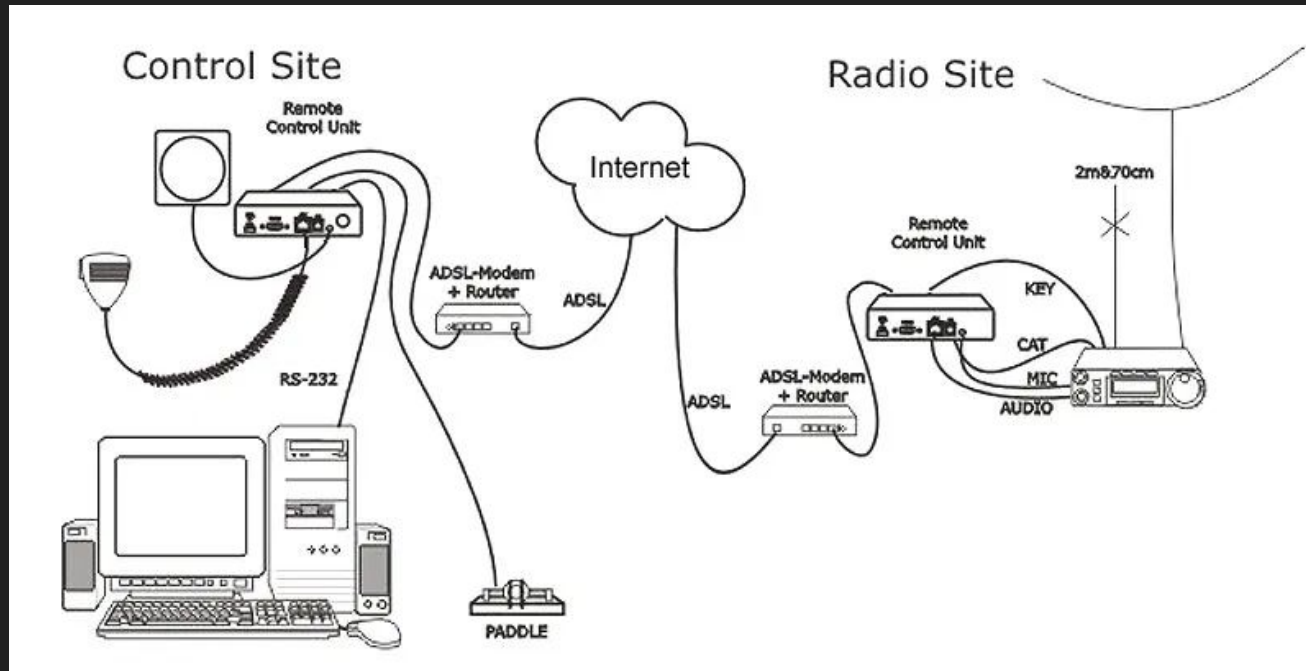 Control Site
Radio Site
Remote
Control Unit
Internet
2m&70cm
Remote
Control Unit
ADSL-Modem
+ Router
ADSL
KEY
CAT
RS-232
ADSL
ADSL-Modem
+ Router
MIC
AUDIO
PADDLE